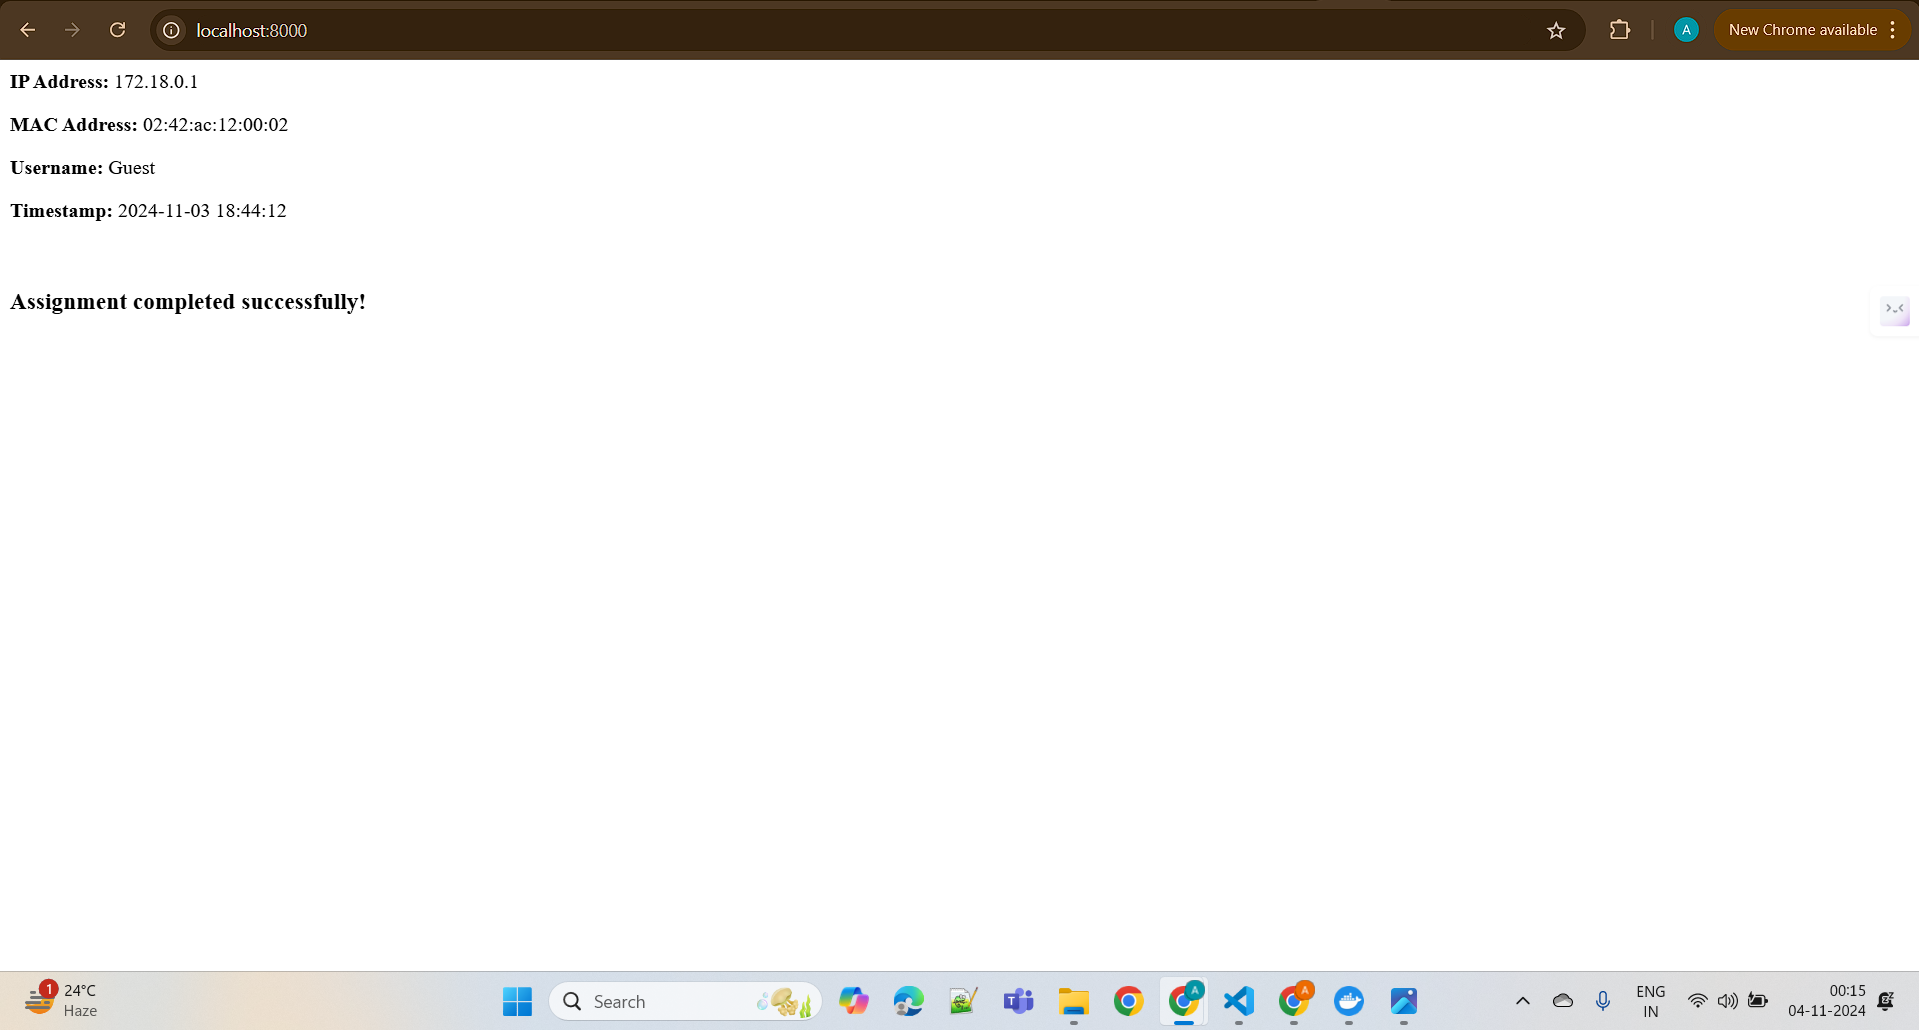 localhost:8000
A
New Chrome available
IP Address: 172.18.0.1
MAC Address: 02:42:ac:12:00:02
Username: Guest
Timestamp: 2024-11-03 18:44:12
Assignment completed successfully!
1
24°C
Haze
Search
T
A
A
ENG
IN
00:15
04-11-2024